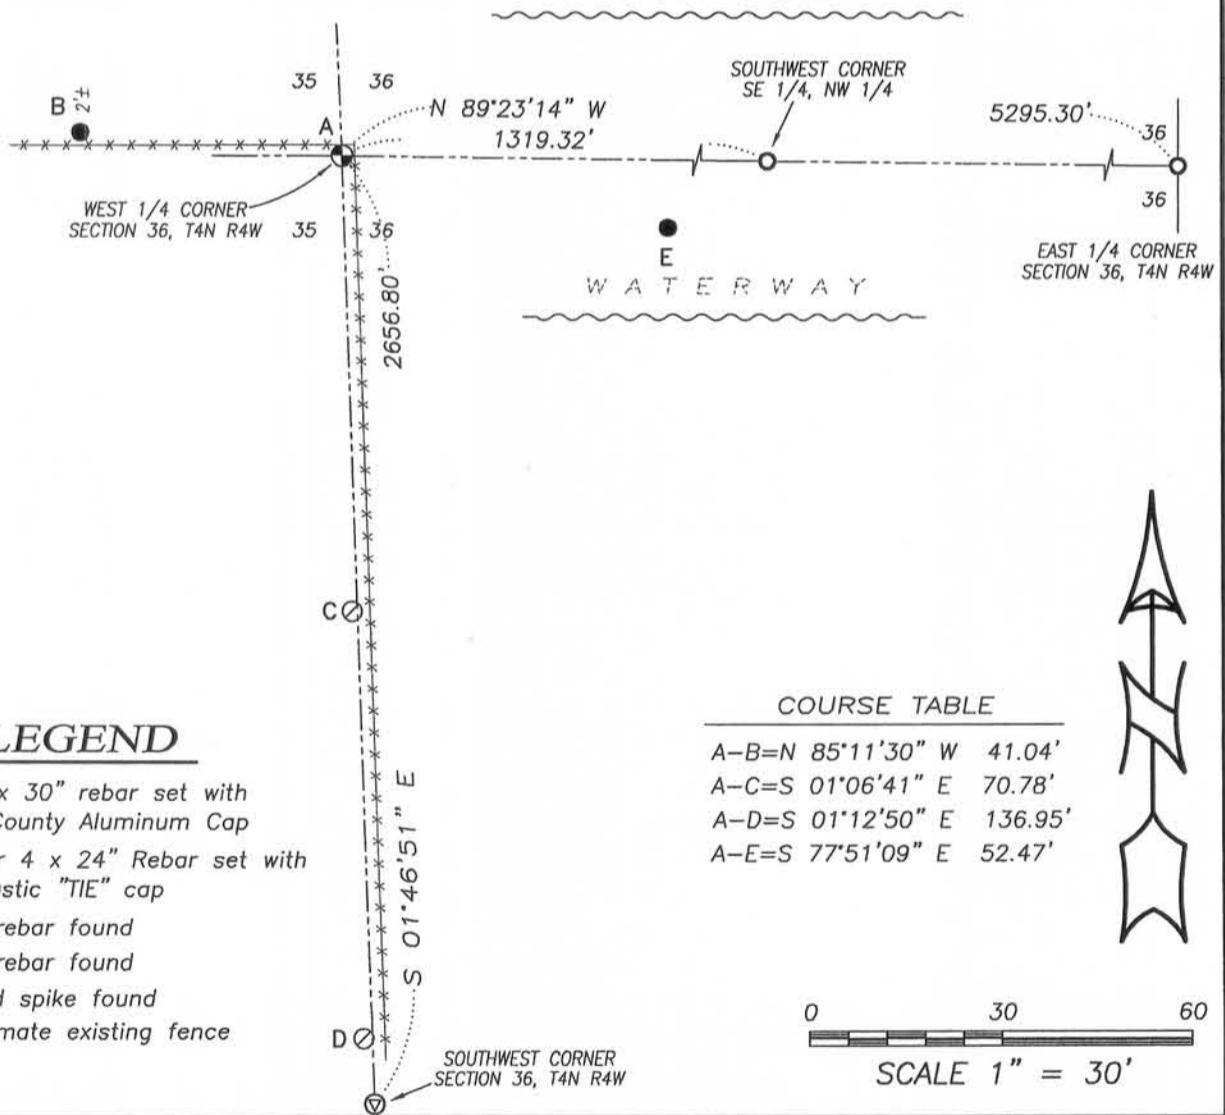 35 36
B 2'±
A
N 89°23'14" W
1319.32'
SOUTHWEST CORNER
SE 1/4, NW 1/4
5295.30'
36
36
WEST 1/4 CORNER
SECTION 36, T4N R4W
35 36
2656.80'
E
WATERWAY
EAST 1/4 CORNER
SECTION 36, T4N R4W
C
LEGEND
x 30" rebar set with
County Aluminum Cap
4 x 24" Rebar set with
"TIE" cap
rebar found
rebar found
spike found
existing fence
S 01°46'51" E
D
SOUTHWEST CORNER
SECTION 36, T4N R4W
COURSE TABLE
A-B=N 85°11'30" W 41.04'
A-C=S 01°06'41" E 70.78'
A-D=S 01°12'50" E 136.95'
A-E=S 77°51'09" E 52.47'
N
0 30 60
SCALE 1" = 30'